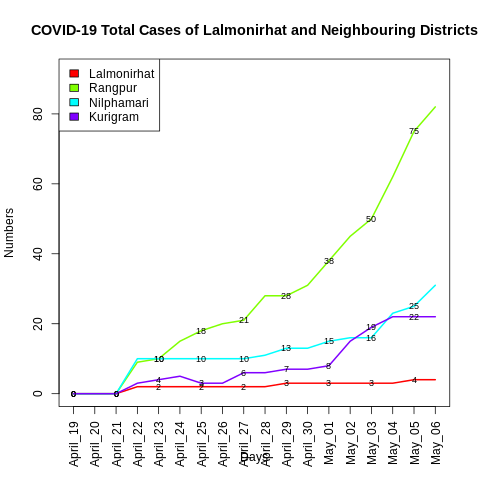 COVID-19 Total Cases of Lalmonirhat and Neighbouring Districts
Lalmonirhat
Rangpur
Nilphamari
Kurigram
Numbers
80
60
40
20
0
75
50
38
28
21
18
10
0
0
10
10
13
15
16
25
4
3
6
7
8
19
22
2
2
2
3
3
3
4
April_19
April_20
April_21
April_22
April_23
April_24
April_25
April_26
April_27
April_28
April_29
April_30
May_01
May_02
May_03
May_04
May_05
May_06
Days